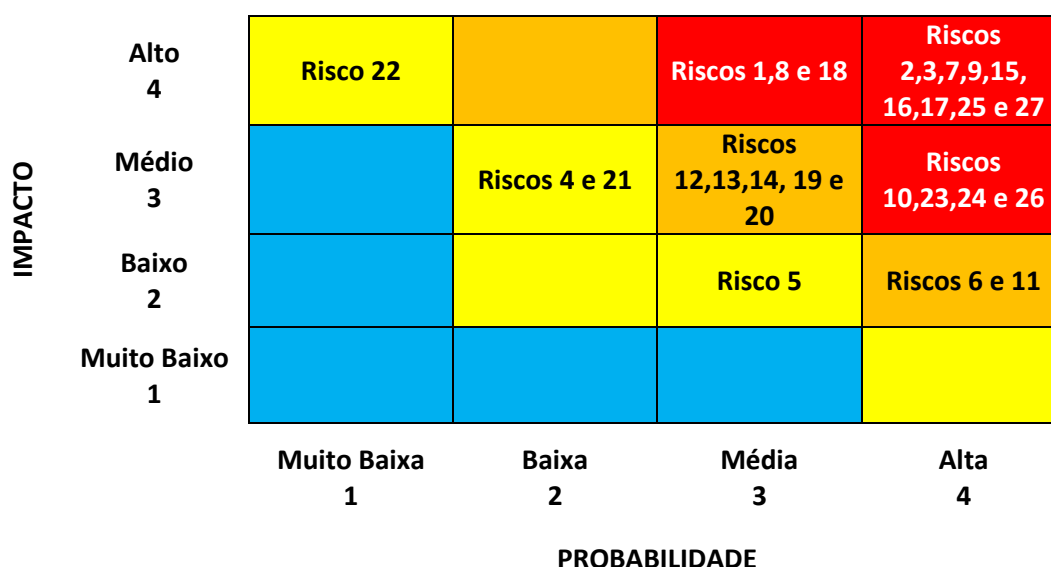 IMPACTO
Alto
4
Risco 22
Riscos 1,8 e 18
Riscos
2,3,7,9,15,
16,17,25 e 27
Médio
3
Riscos 4 e 21
Riscos
12,13,14, 19 e
20
Riscos
10,23,24 e 26
Baixo
2
Risco 5
Riscos 6 e 11
Muito Baixo
1
Muito Baixa
1
Baixa
2
Média
3
Alta
4
PROBABILIDADE